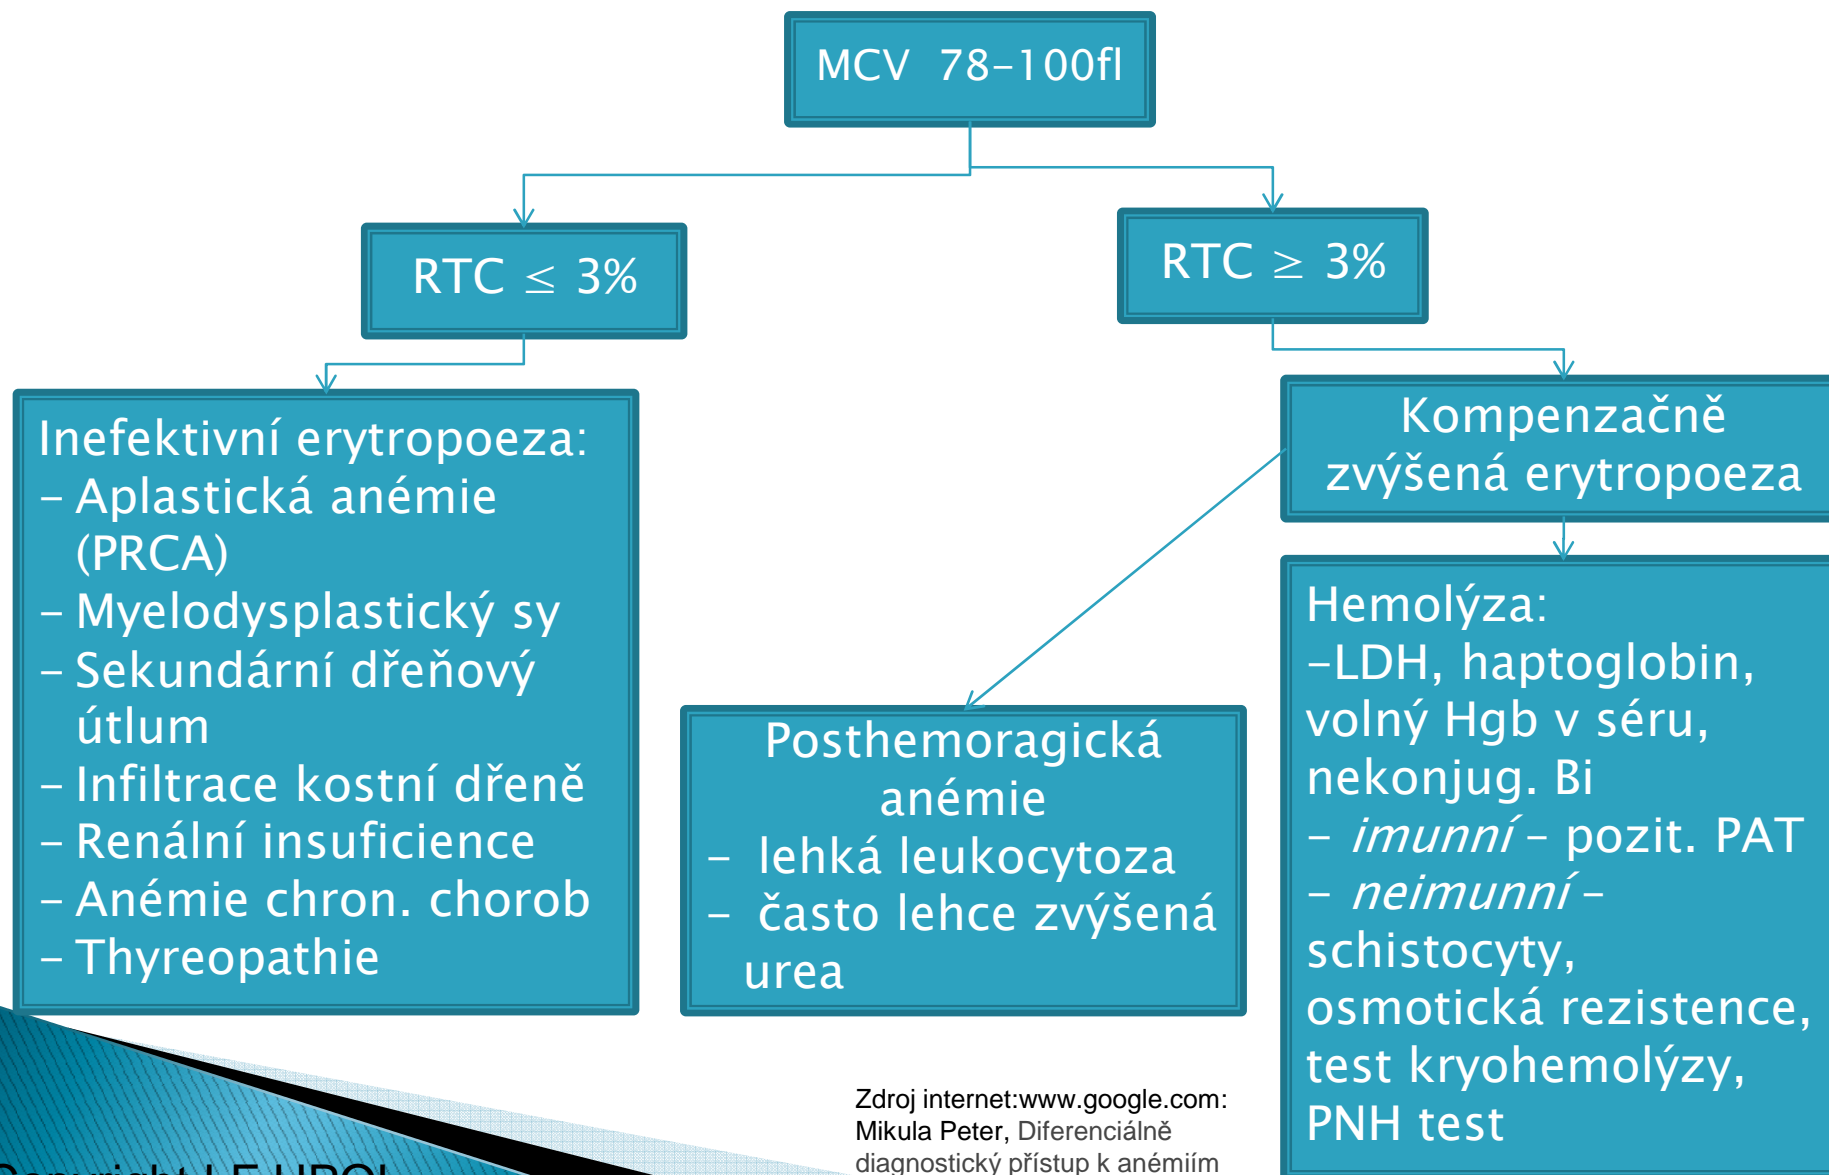 MCV 78–100fl
RTC ≤ 3%
RTC ≥ 3%
Inefektivní erytropoeza:
– Aplastická anémie
(PRCA)
– Myelodysplastický sy
– Sekundární dřeňový
útlum
– Infiltrace kostní dřeně
– Renální insuficience
– Anémie chron. chorob
– Thyreopathie
Kompenzačně
zvýšená erytropoeza
Posthemoragická
anémie
– lehká leukocytoza
– často lehce zvýšená
urea
Hemolýza:
–LDH, haptoglobin,
volný Hgb v séru,
nekonjug. Bi
– imunní – pozit. PAT
– neimunní –
schistocyty,
osmotická rezistence,
test kryohemolýzy,
PNH test
Zdroj internet:www.google.com:
Mikula Peter, Diferenciálně
diagnostický přístup k anémiím
Copyright LF UPOL